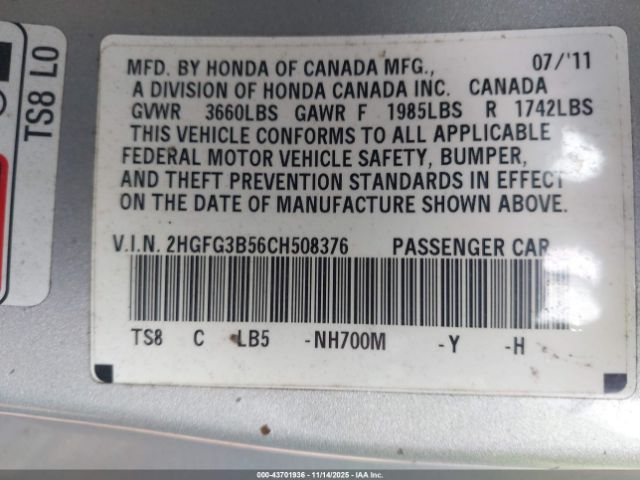 TS8 L0
07/'11
MFD. BY HONDA OF CANADA MFG.,
A DIVISION OF HONDA CANADA INC. CANADA
GVWR 3660LBS GAWR F 1985LBS R 1742LBS
THIS VEHICLE CONFORMS TO ALL APPLICABLE
FEDERAL MOTOR VEHICLE SAFETY, BUMPER,
AND THEFT PREVENTION STANDARDS IN EFFECT
ON THE DATE OF MANUFACTURE SHOWN ABOVE.
V.I.N. 2HGFG3B56CH508376 PASSENGER CAR
TS8 C LB5 -NH700M -Y -H
000-43701936 - 11/14/2025 - IAA Inc.